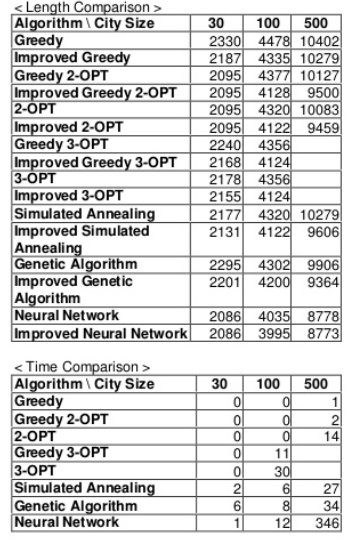 < Length Comparison >
Algorithm \ City Size 30 100 500
Greedy 2330 4478 10402
Improved Greedy 2187 4335 10279
Greedy 2-OPT 2095 4377 10127
Improved Greedy 2-OPT 2095 4128 9500
2-OPT 2095 4320 10083
Improved 2-OPT 2095 4122 9459
Greedy 3-OPT 2240 4356
Improved Greedy 3-OPT 2168 4124
3-OPT 2178 4356
Improved 3-OPT 2155 4124
Simulated Annealing 2177 4320 10279
Improved Simulated 2131 4122 9606
Annealing
Genetic Algorithm 2295 4302 9906
Improved Genetic 2201 4200 9364
Algorithm
Neural Network 2086 4035 8778
Improved Neural Network 2086 3995 8773
< Time Comparison >
Algorithm \ City Size 30 100 500
Greedy 0 0 1
Greedy 2-OPT 0 0 2
2-OPT 0 0 14
Greedy 3-OPT 0 11
3-OPT 0 30
Simulated Annealing 2 6 27
Genetic Algorithm 6 8 34
Neural Network 1 12 346